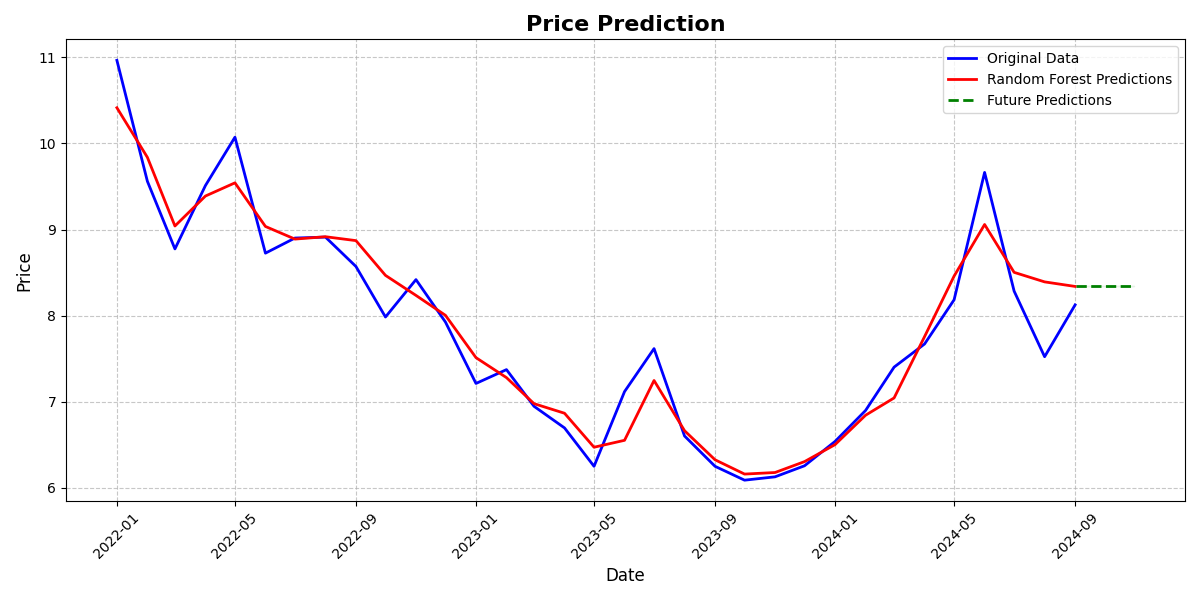 Price Prediction
Original Data
Random Forest Predictions
Future Predictions
Price
11
10
9
8
7
6
2022-01
2022-05
2022-09
2023-01
2023-05
2023-09
2024-01
2024-05
2024-09
Date